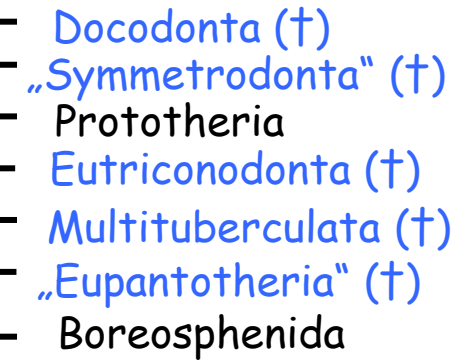 Docodonta (†)
„Symmetrodonta“ (†)
Prototheria
Eutriconodonta (†)
Multituberculata (†)
„Eupantotheria“ (†)
Boreosphenida